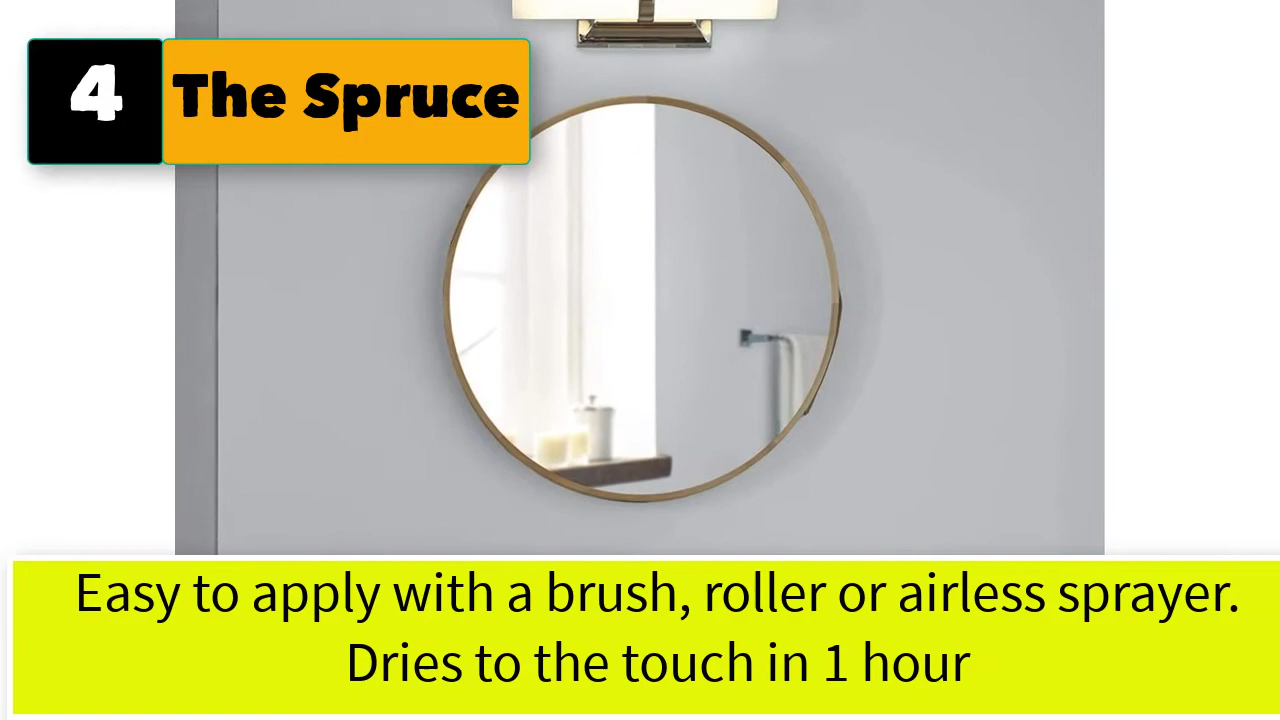 4 The Spruce
Easy to apply with a brush, roller or airless sprayer.
Dries to the touch in 1 hour